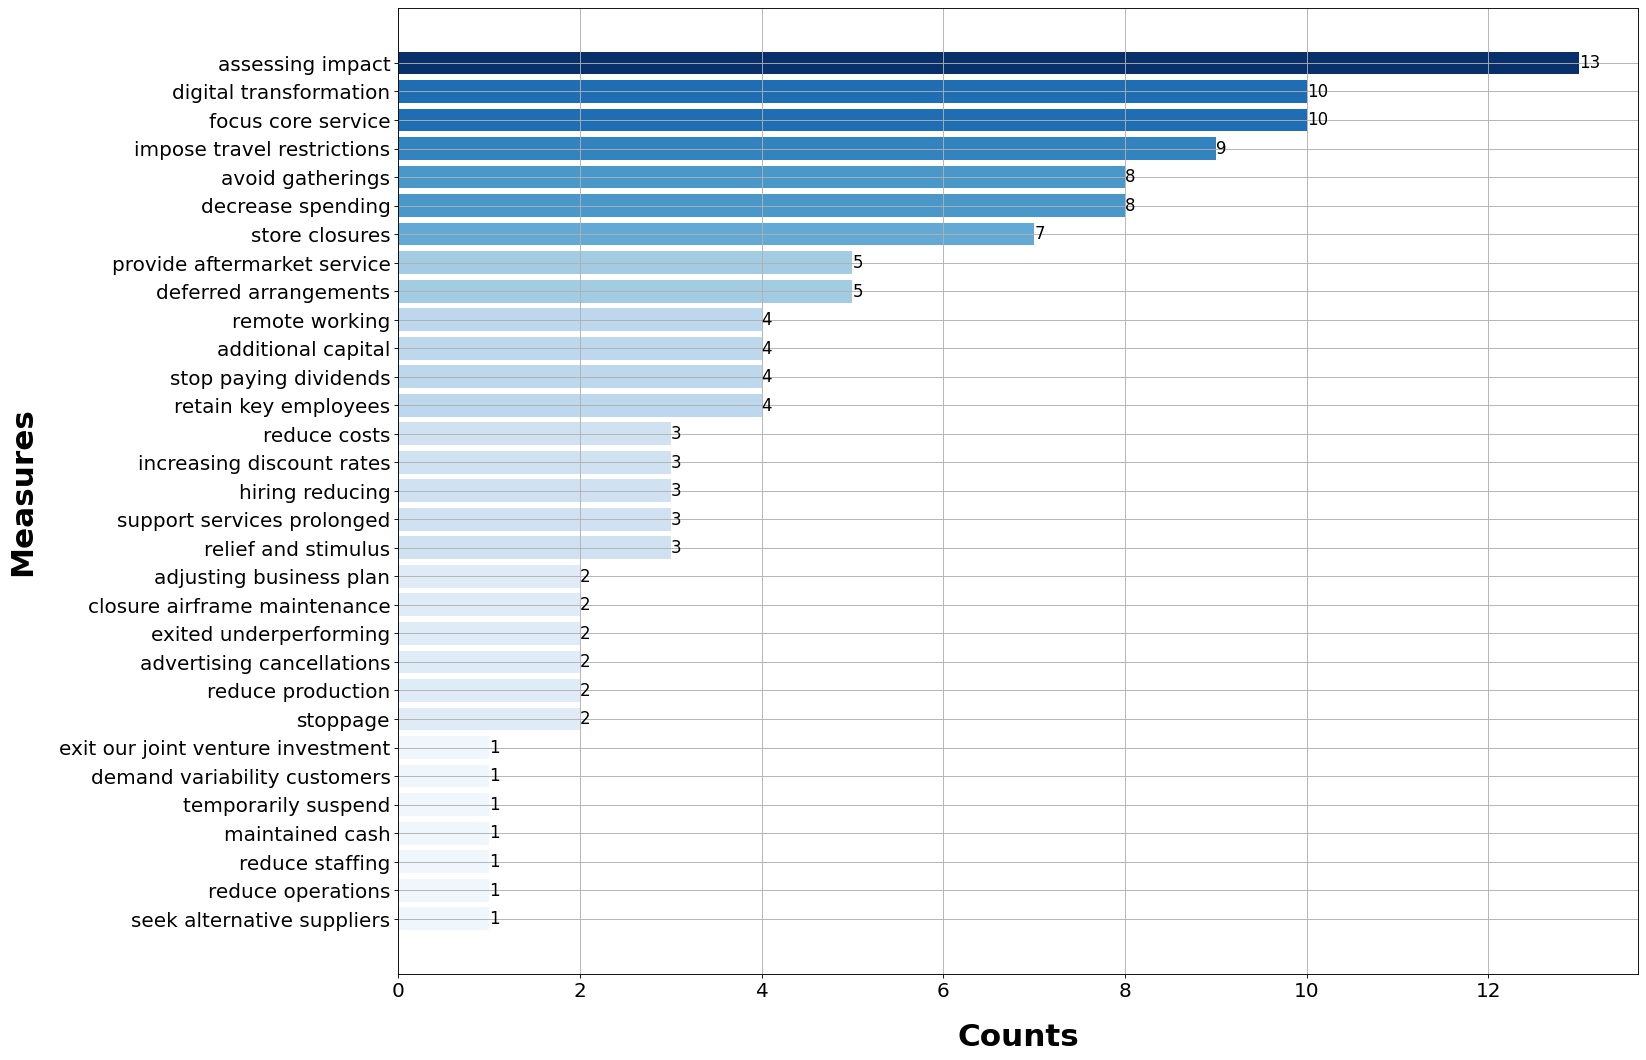 assessing impact 13
digital transformation 10
focus core service 10
impose travel restrictions 9
avoid gatherings 8
decrease spending 8
store closures 7
provide aftermarket service 5
deferred arrangements 5
remote working 4
additional capital 4
stop paying dividends 4
retain key employees 4
reduce costs 3
increasing discount rates 3
hiring reducing 3
support services prolonged 3
relief and stimulus 3
adjusting business plan 2
closure airframe maintenance 2
exited underperforming 2
advertising cancellations 2
reduce production 2
stoppage 2
exit our joint venture investment 1
demand variability customers 1
temporarily suspend 1
maintained cash 1
reduce staffing 1
reduce operations 1
seek alternative suppliers 1
Measures
0 2 4 6 8 10 12
Counts